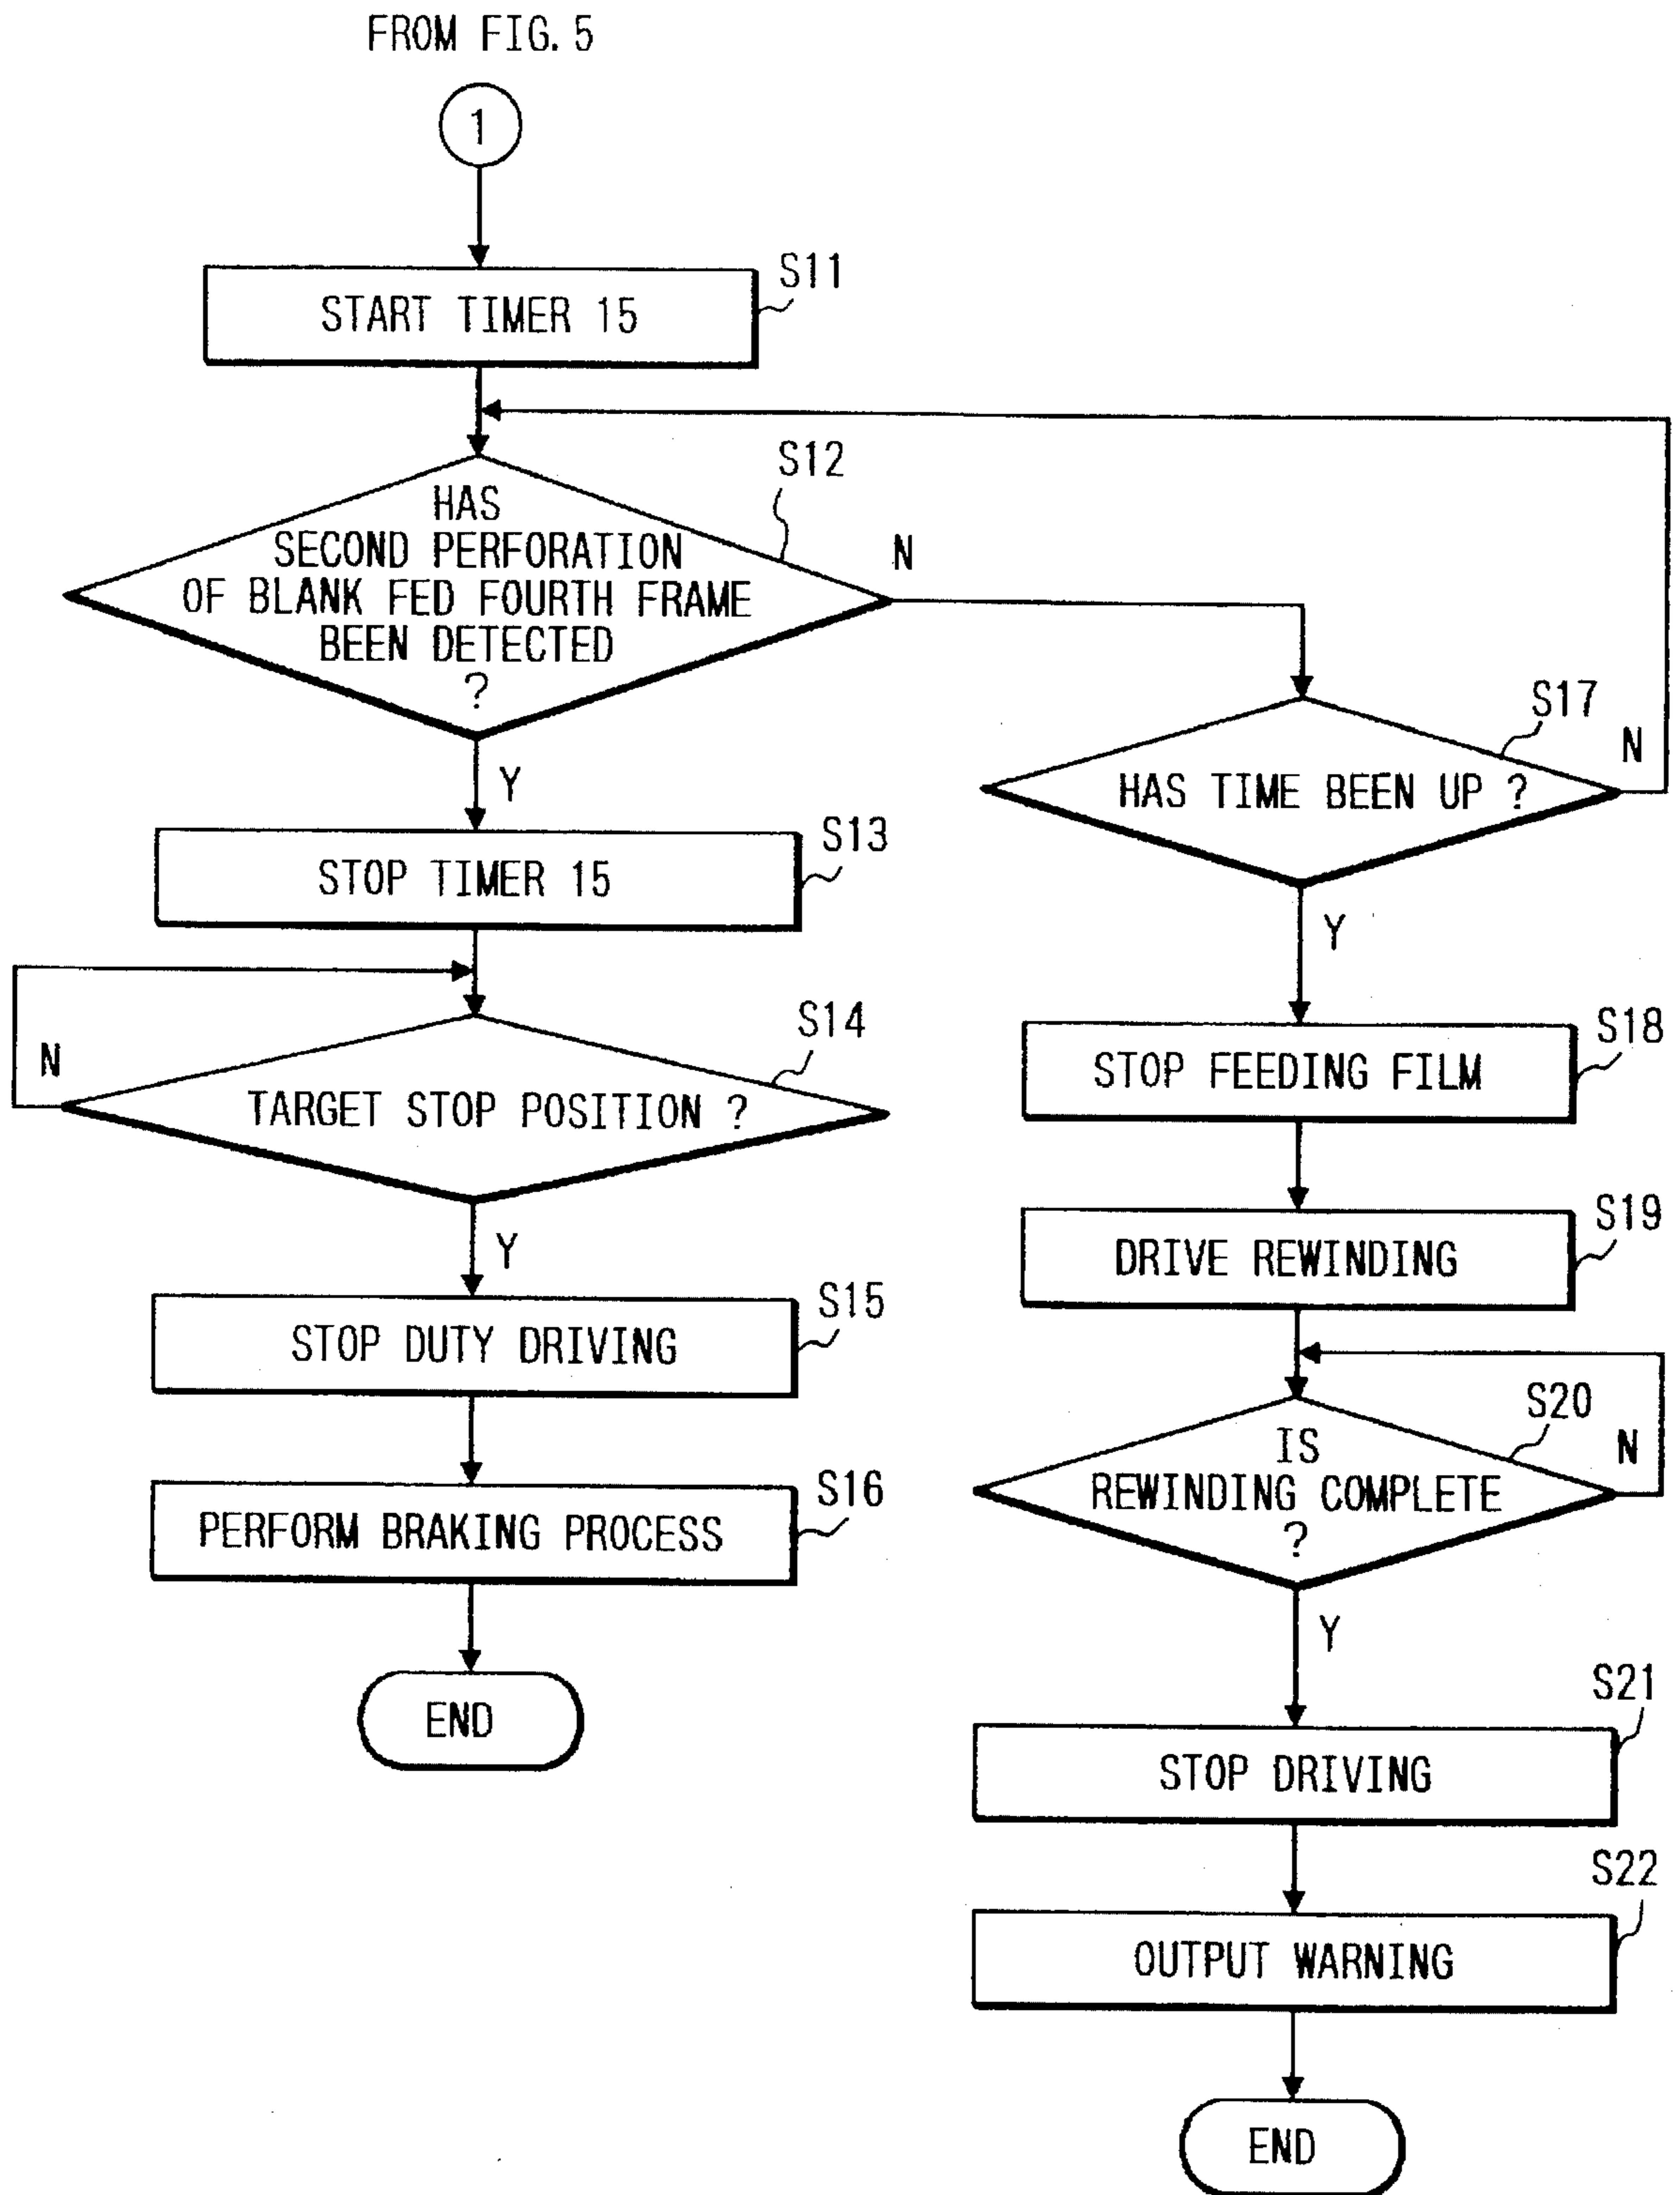 FROM FIG. 5
1
START TIMER 15
S11
HAS
SECOND PERFORATION
OF BLANK FED FOURTH FRAME
BEEN DETECTED
?
S12
N
Y
STOP TIMER 15
S13
TARGET STOP POSITION ?
S14
N
Y
STOP DUTY DRIVING
S15
PERFORM BRAKING PROCESS
S16
END
HAS TIME BEEN UP ?
S17
N
Y
STOP FEEDING FILM
S18
DRIVE REWINDING
S19
IS
REWINDING COMPLETE
?
S20
N
Y
STOP DRIVING
S21
OUTPUT WARNING
S22
END